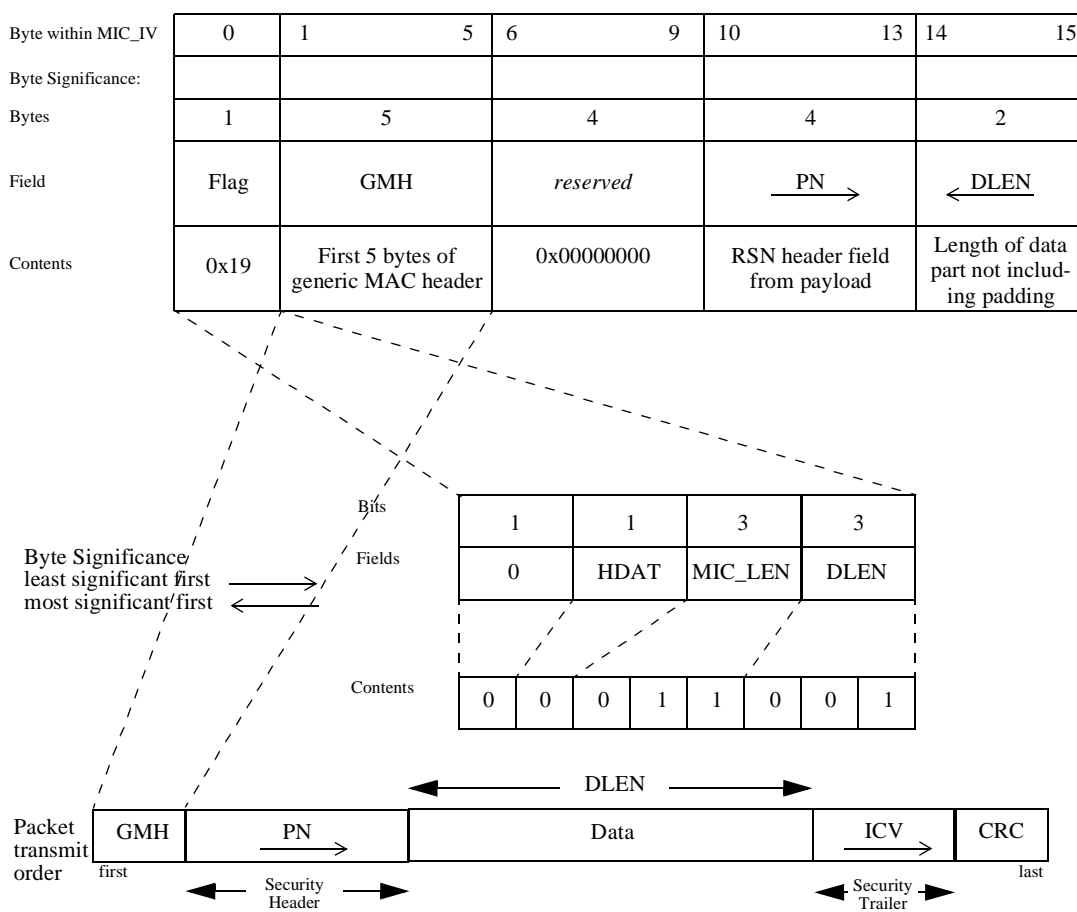 Byte within MIC_IV 0 1 5 6 9 10 13 14 15
Byte Significance:
Bytes 1 5 4 4 2
Field Flag GMH reserved PN DLEN
Contents 0x19 First 5 bytes of generic MAC header 0x00000000 RSN header field from payload Length of data part not includ-ing padding
Bits 1 1 3 3
Fields 0 HDAT MIC_LEN DLEN
Byte Significance
least significant first
most significant first
Contents 0 0 0 1 1 0 0 1
DLEN
Packet transmit order GMH PN Data ICV CRC
first last
Security Header Security Trailer